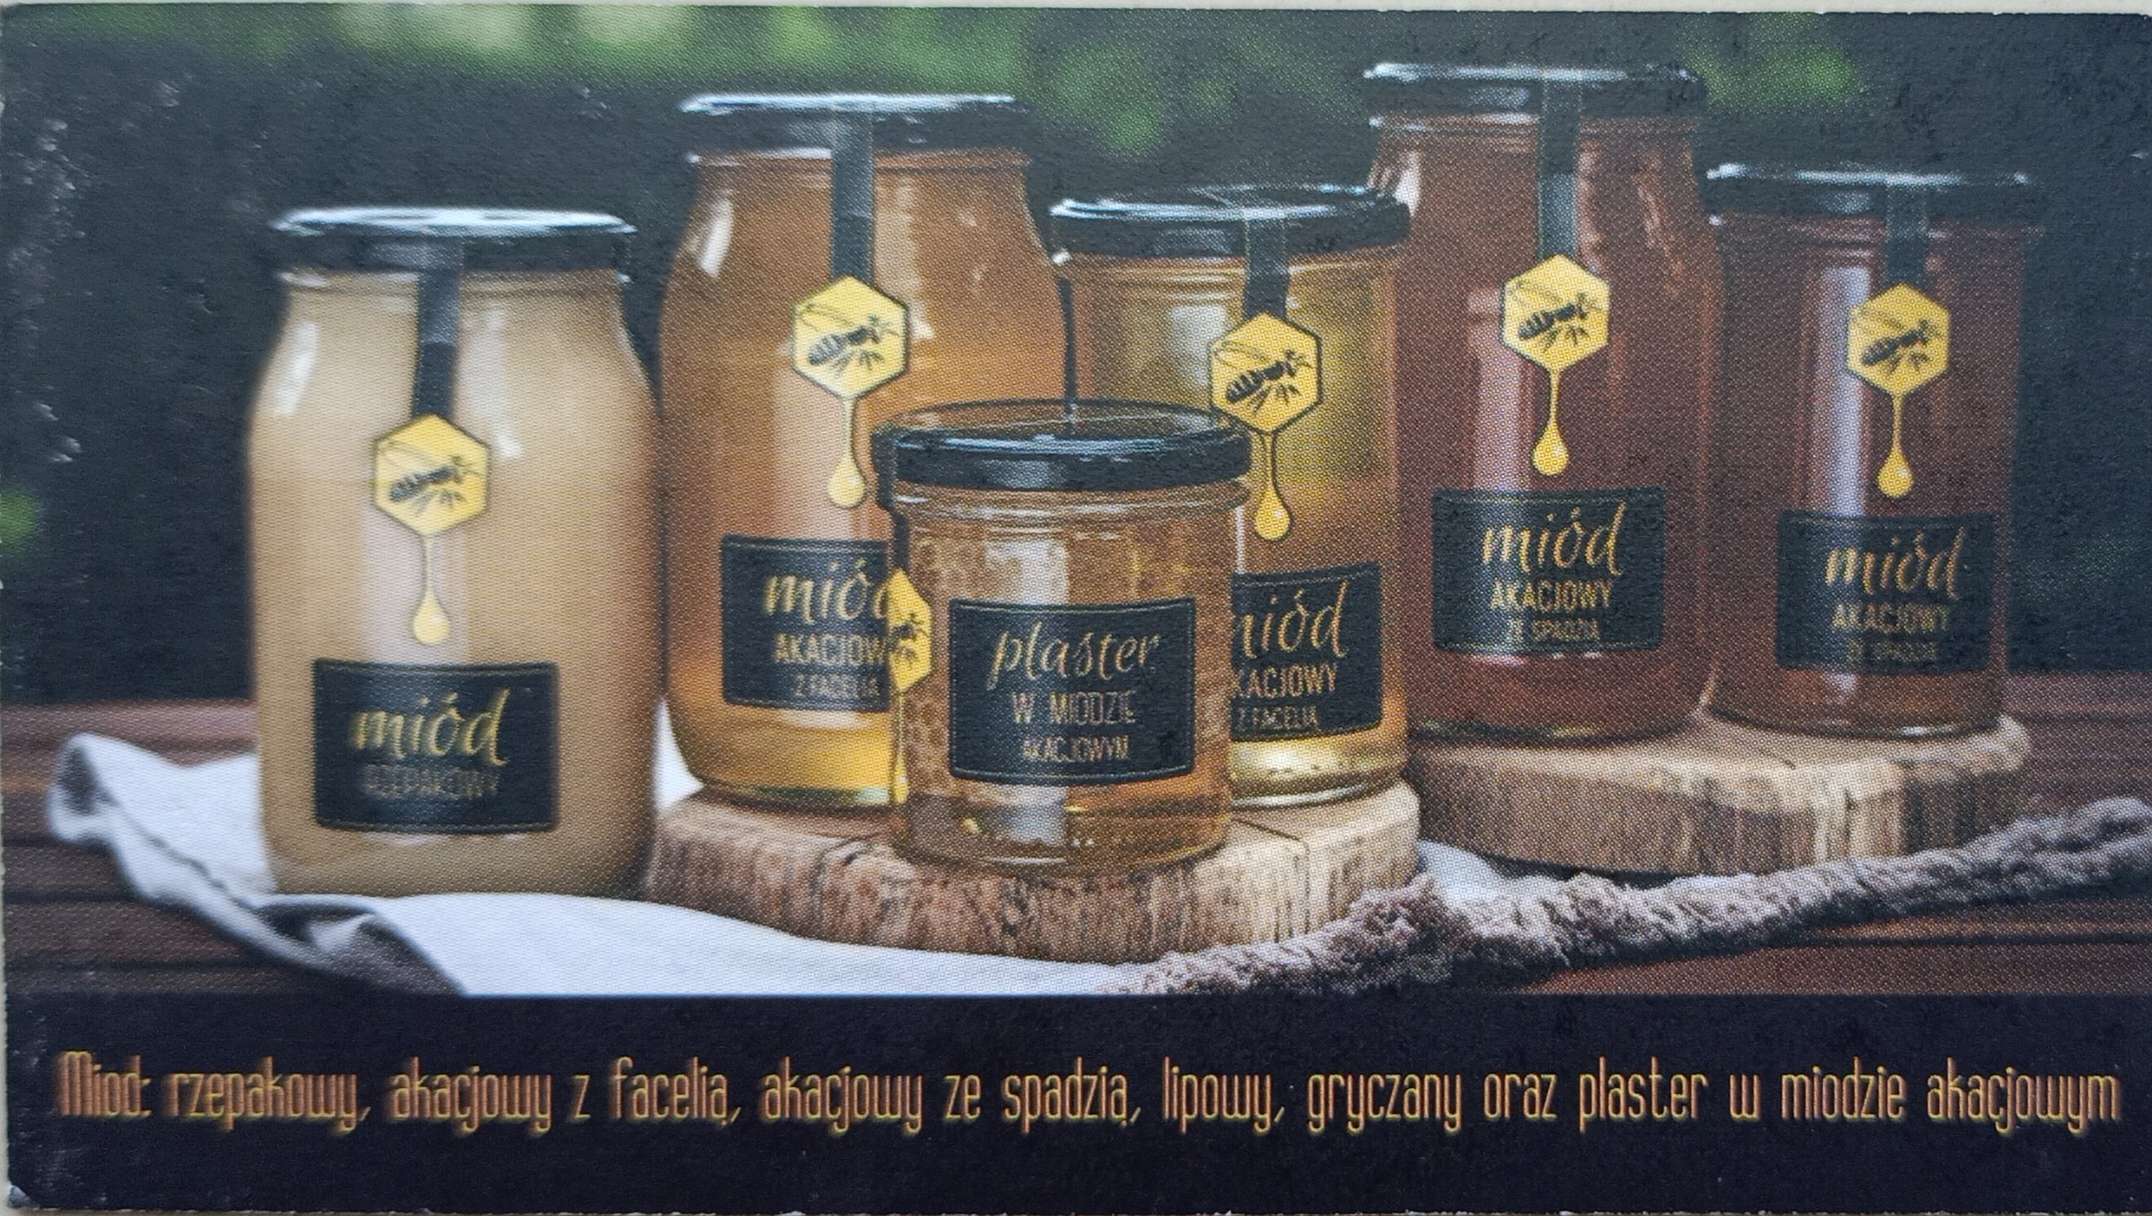 miód
RZEPAKOWY
miód
AKACJOWY
Z FACELIĄ
plaster
W MIODZIE
AKACJOWYM
miód
AKACJOWY
Z FACELIĄ
miód
AKACJOWY
ZE SPADZIĄ
miód
AKACJOWY
ZE SPADZIĄ
Miód: rzepakowy, akacjowy z facelią, akacjowy ze spadzią, lipowy, gryczany oraz plaster w miodzie akacjowym